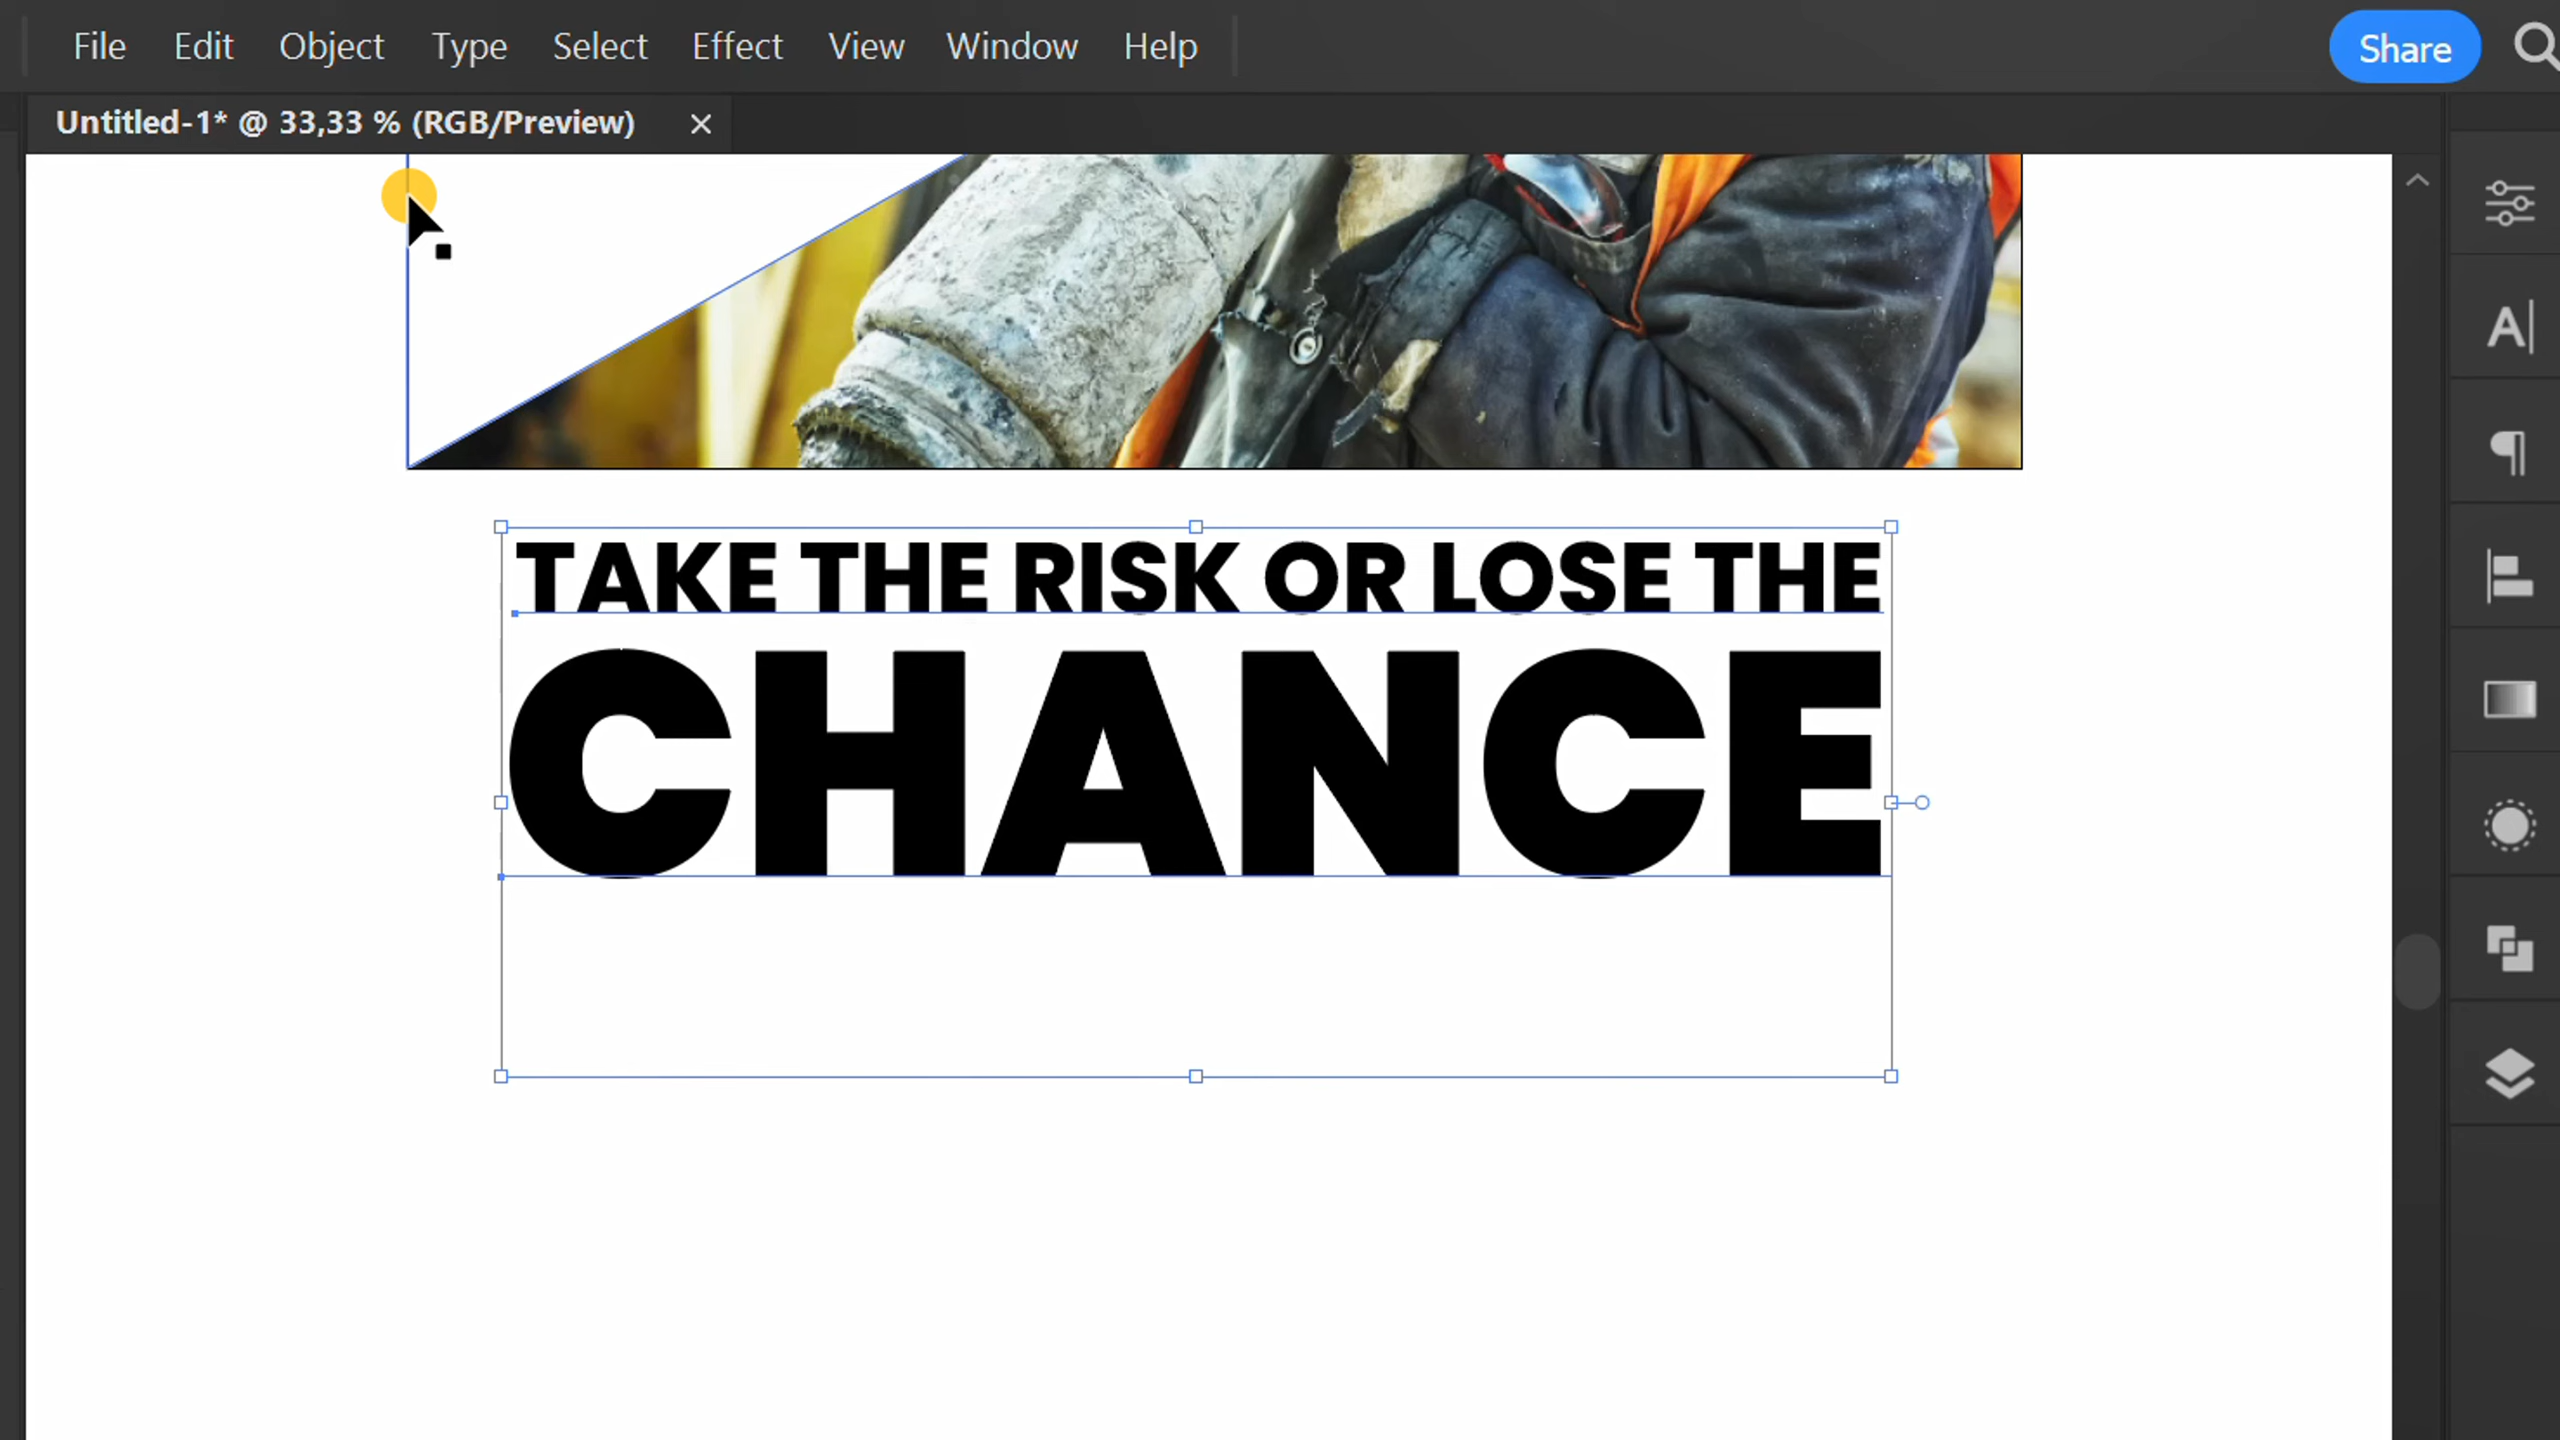 File Edit Object Type Select Effect View Window Help Share
Untitled-1* @ 33,33 % (RGB/Preview) ×
TAKE THE RISK OR LOSE THE
CHANCE